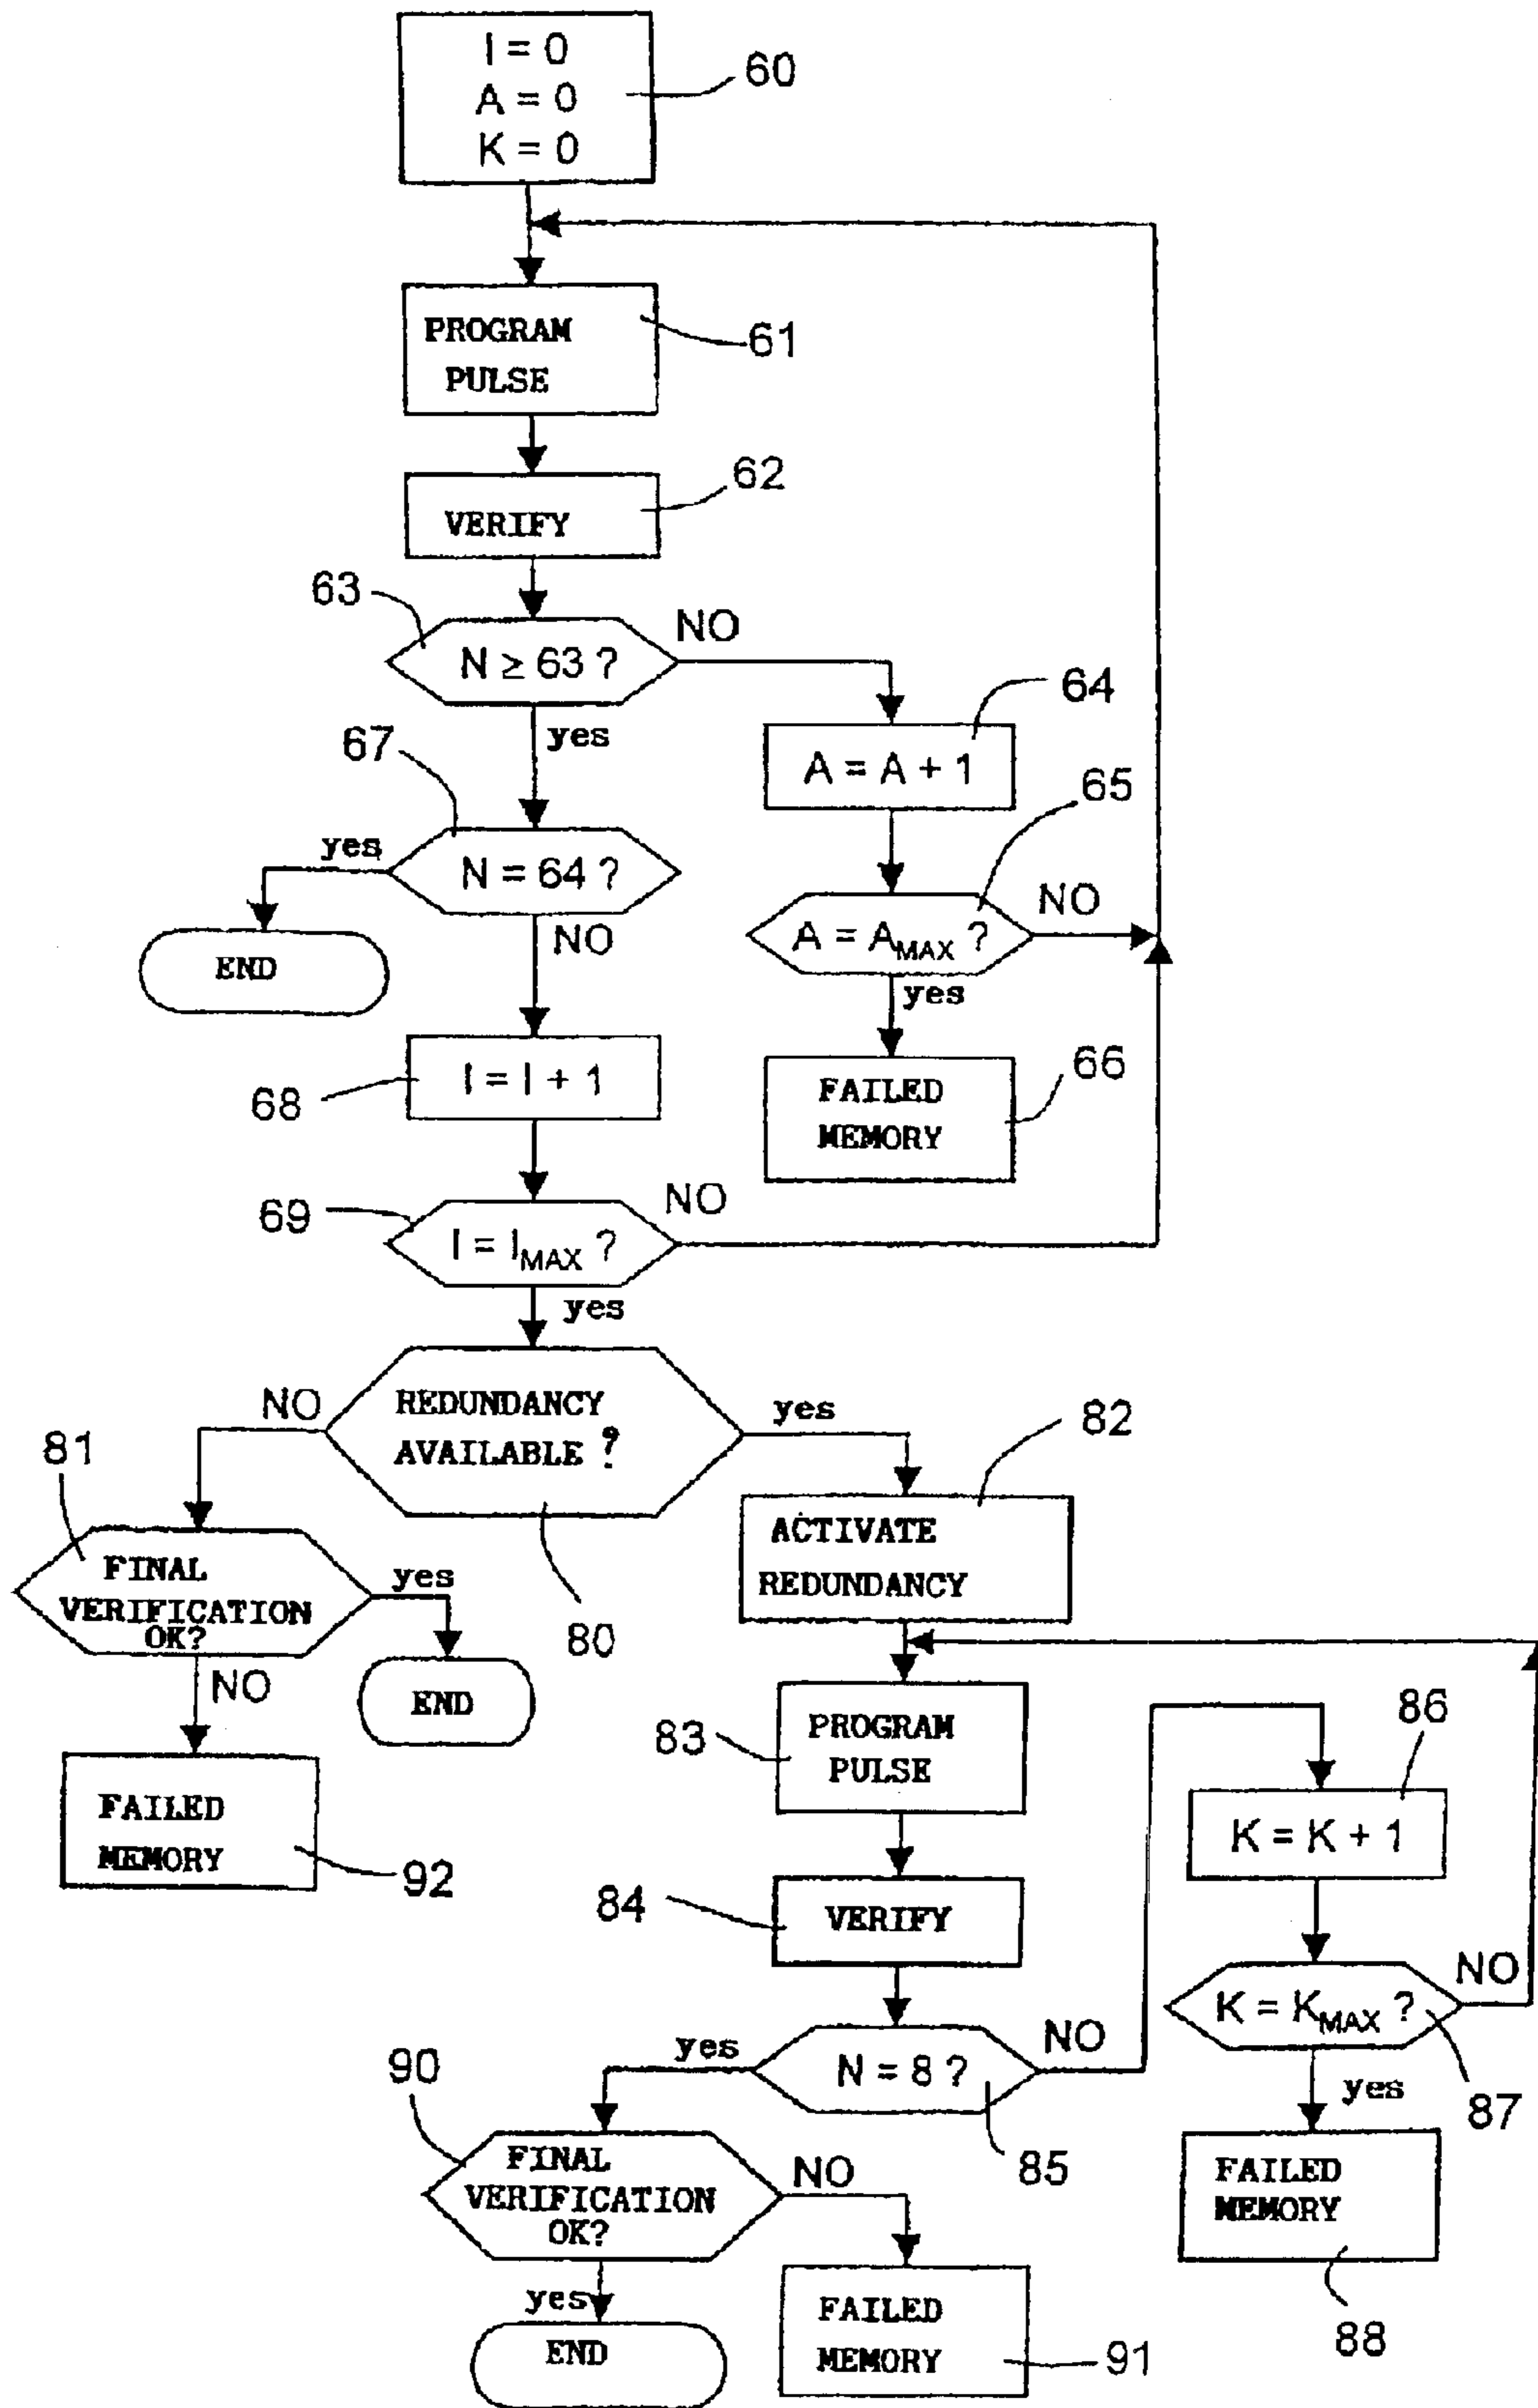 I = 0
A = 0
K = 0
60
PROGRAM
PULSE
61
VERIFY
62
63
N ≥ 63 ?
NO
yes
64
A = A + 1
67
N = 64 ?
yes
NO
END
65
A = AMAX ?
NO
yes
66
FAILED
MEMORY
68
I = I + 1
69
I = IMAX ?
NO
yes
REDUNDANCY
AVAILABLE ?
NO
yes
80
81
FINAL
VERIFICATION
OK?
yes
NO
END
FAILED
MEMORY
92
82
ACTIVATE
REDUNDANCY
83
PROGRAM
PULSE
84
VERIFY
86
K = K + 1
K = KMAX ?
NO
yes
87
N = 8 ?
yes
NO
85
90
FINAL
VERIFICATION
OK?
NO
yes
END
FAILED
MEMORY
91
FAILED
MEMORY
88